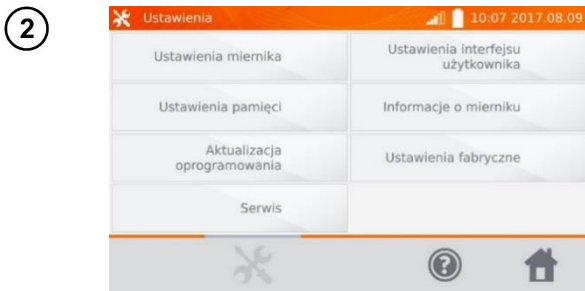 2
Ustawienia
10:07 2017.08.09
Ustawienia miernika
Ustawienia interfejsu
użytkownika
Ustawienia pamięci
Informacje o mierniku
Aktualizacja
oprogramowania
Ustawienia fabryczne
Serwis
?